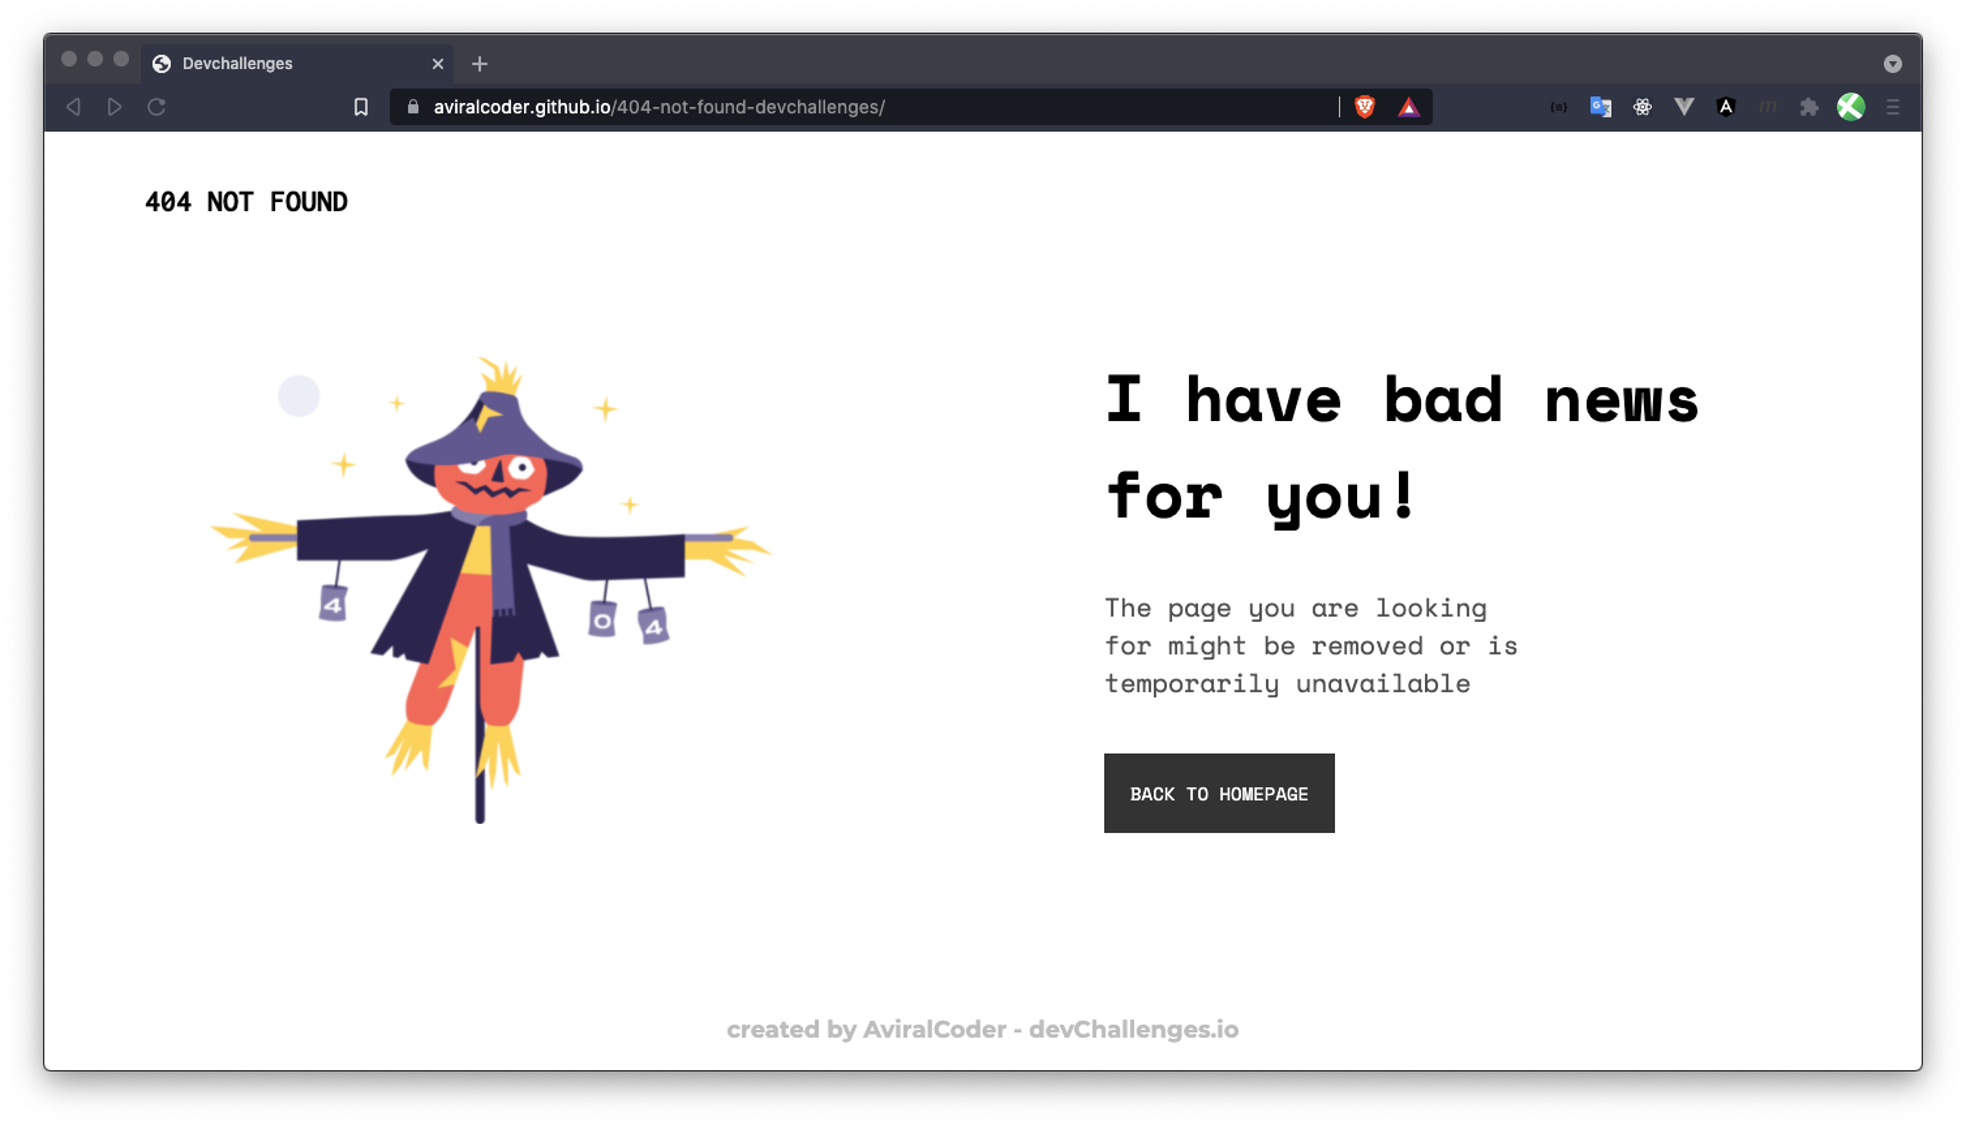 Devchallenges
aviralcoder.github.io/404-not-found-devchallenges/
404 NOT FOUND
I have bad news
for you!
4
0
4
The page you are looking
for might be removed or is
temporarily unavailable
BACK TO HOMEPAGE
created by AviralCoder - devChallenges.io